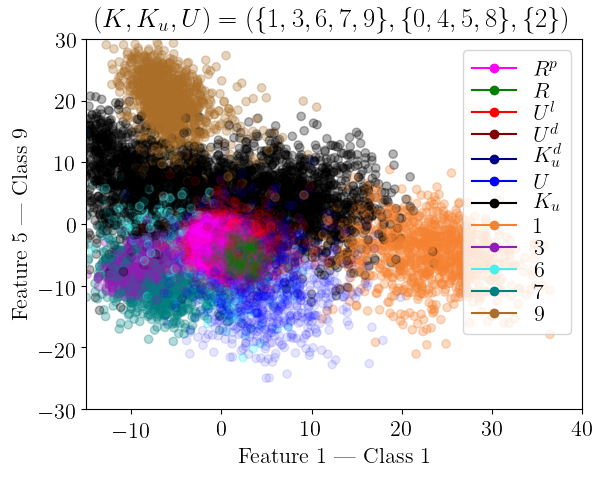 (K, K_u, U) = ({1, 3, 6, 7, 9}, {0, 4, 5, 8}, {2})
30
20
10
0
−10
−20
−30
Feature 5 — Class 9
R^p
R
U^l
U^d
K_u^d
U
K_u
1
3
6
7
9
−10
0
10
20
30
40
Feature 1 — Class 1